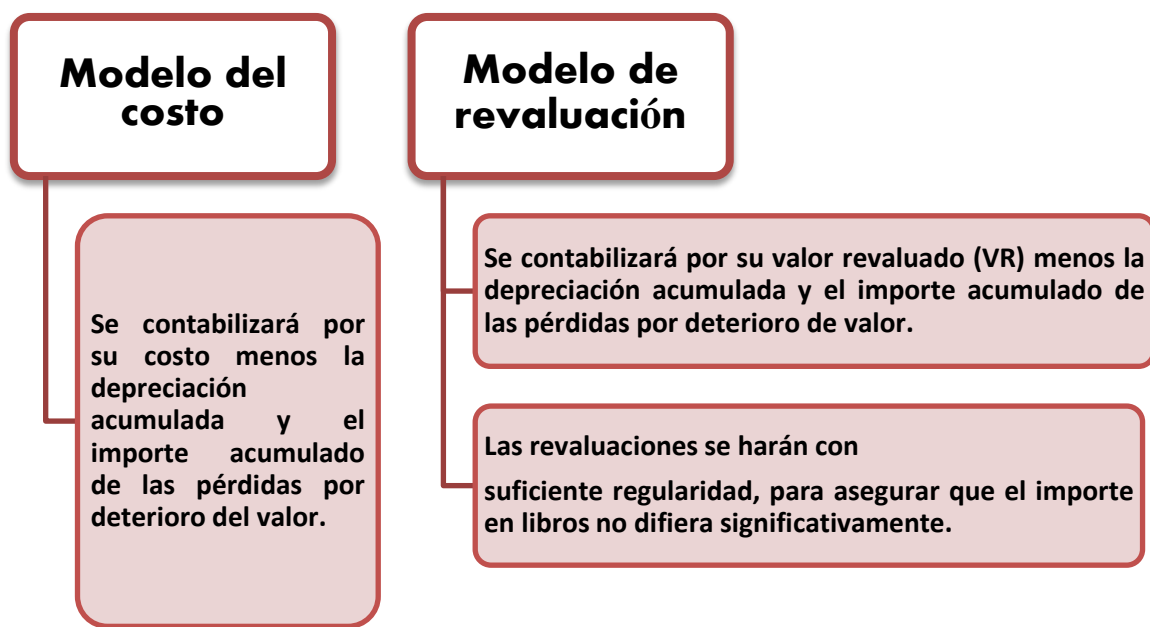 Modelo del
costo
Se contabilizará por
su costo menos la
depreciación
acumulada y el
importe acumulado
de las pérdidas por
deterioro del valor.
Modelo de
revaluación
Se contabilizará por su valor revaluado (VR) menos la
depreciación acumulada y el importe acumulado de
las pérdidas por deterioro de valor.
Las revaluaciones se harán con
suficiente regularidad, para asegurar que el importe
en libros no difiera significativamente.